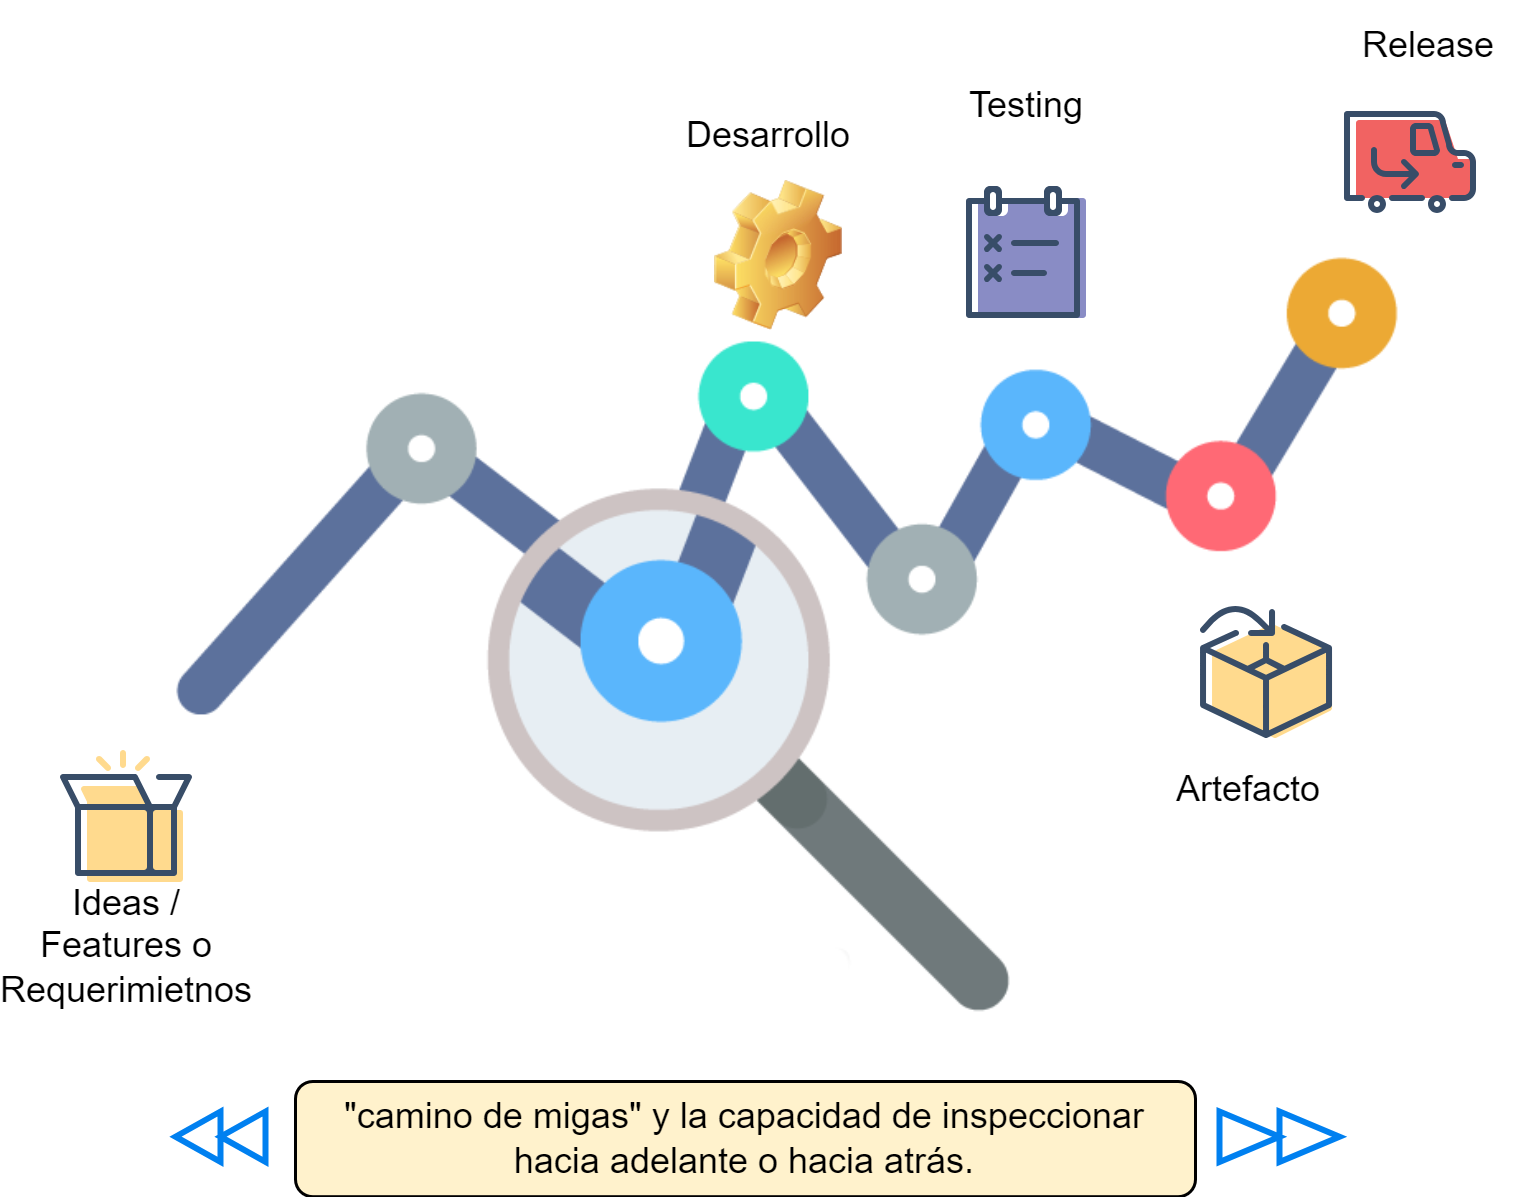 Release
Testing
Desarrollo
Artefacto
Ideas /
Features o
Requerimietnos
"camino de migas" y la capacidad de inspeccionar
hacia adelante o hacia atrás.